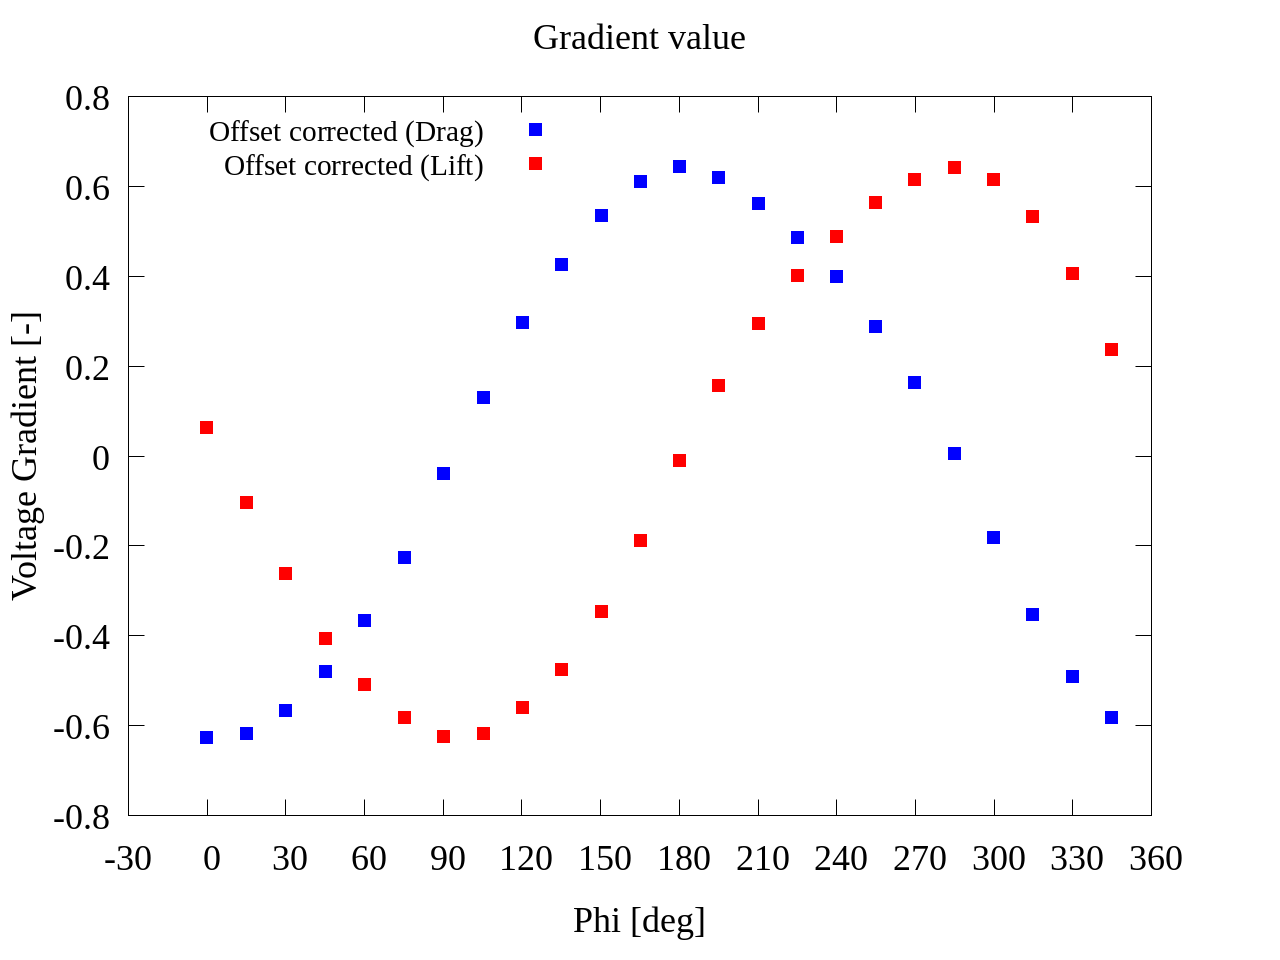 Gradient value
Offset corrected (Drag)
Offset corrected (Lift)
0.8
0.6
0.4
0.2
0
-0.2
-0.4
-0.6
-0.8
Voltage Gradient [-]
-30 0 30 60 90 120 150 180 210 240 270 300 330 360
Phi [deg]